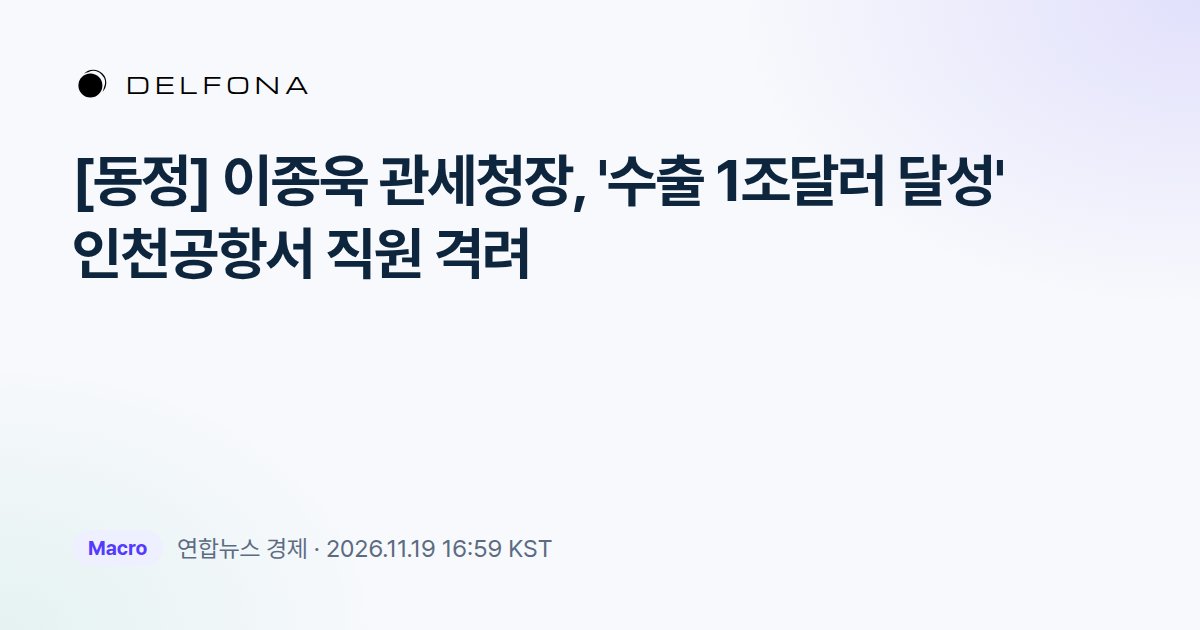 DELFONA
[동정] 이종욱 관세청장, '수출 1조달러 달성'
인천공항서 직원 격려
Macro 연합뉴스 경제 · 2026.11.19 16:59 KST